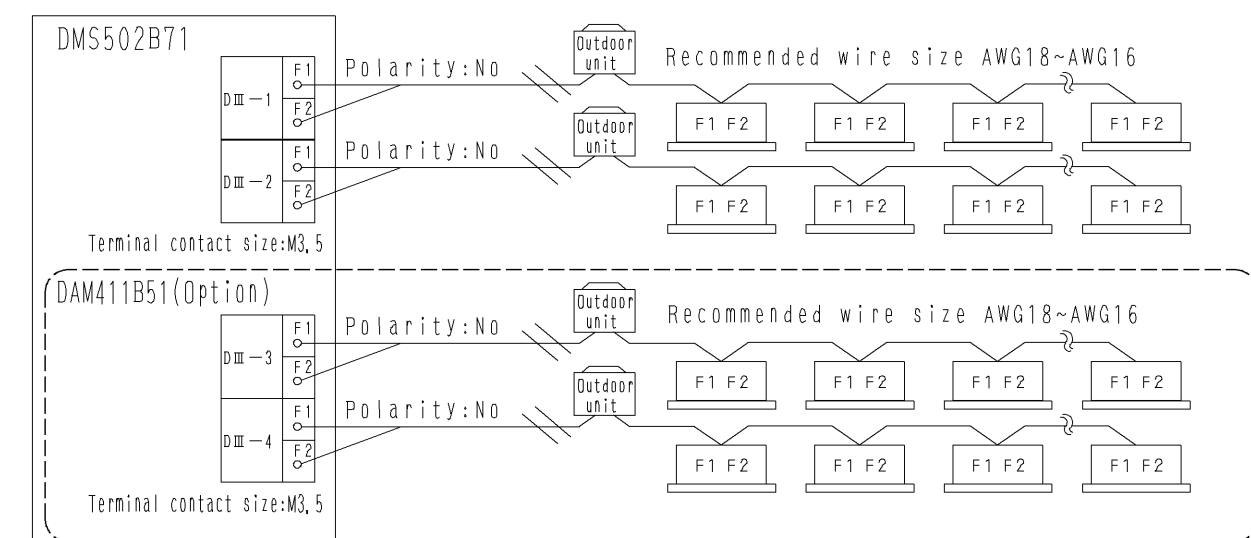 DMS502B71
Outdoor
unit
Recommended wire size AWG18~AWG16
DⅢ-1
F1
F2
Polarity:No
F1 F2
F1 F2
F1 F2
F1 F2
Outdoor
unit
DⅢ-2
F1
F2
Polarity:No
F1 F2
F1 F2
F1 F2
F1 F2
Terminal contact size:M3,5
DAM411B51(Option)
Outdoor
unit
Recommended wire size AWG18~AWG16
DⅢ-3
F1
F2
Polarity:No
F1 F2
F1 F2
F1 F2
F1 F2
Outdoor
unit
DⅢ-4
F1
F2
Polarity:No
F1 F2
F1 F2
F1 F2
F1 F2
Terminal contact size:M3,5